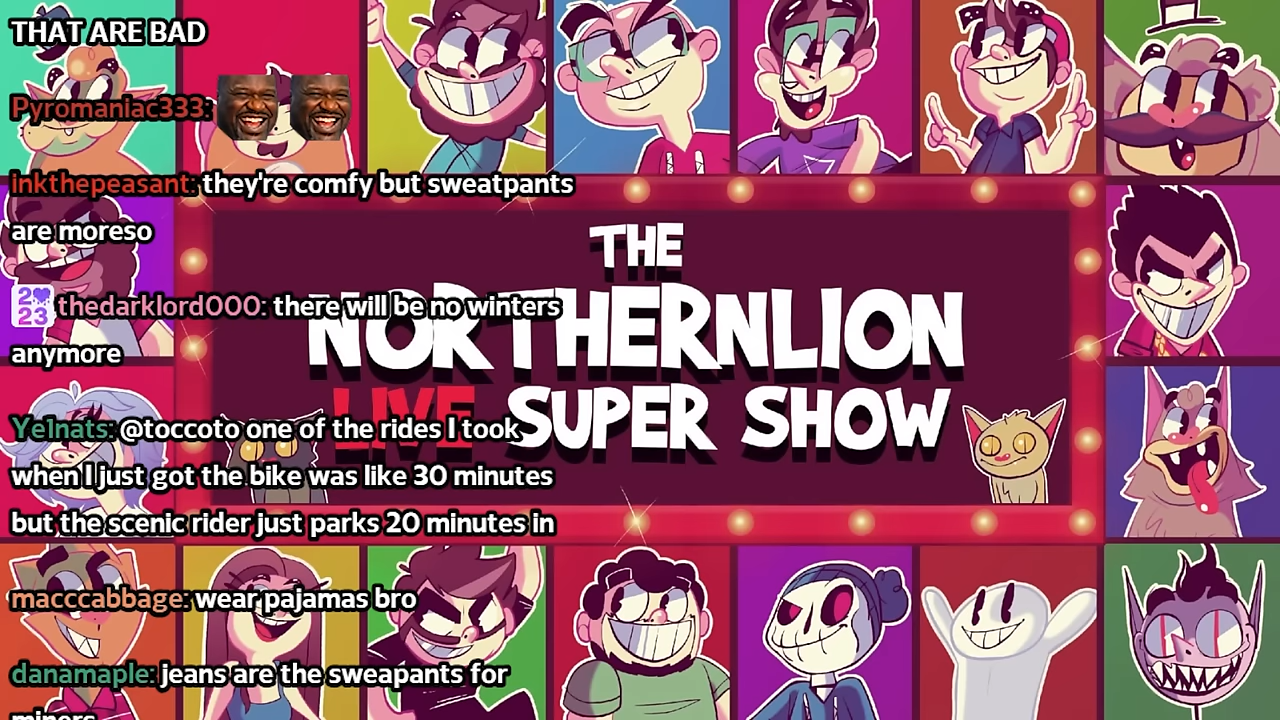 THAT ARE BAD
Pyromaniac333:
inkthepeasant: they're comfy but sweatpants
are moreso
2 23 thedarklord000: there will be no winters
anymore
Ye1nats: @toccoto one of the rides I took
when I just got the bike was like 30 minutes
but the scenic rider just parks 20 minutes in
macccabbage: wear pajamas bro
danamaple: jeans are the sweapants for
miners
THE
NORTHERNLION
LIVE SUPER SHOW